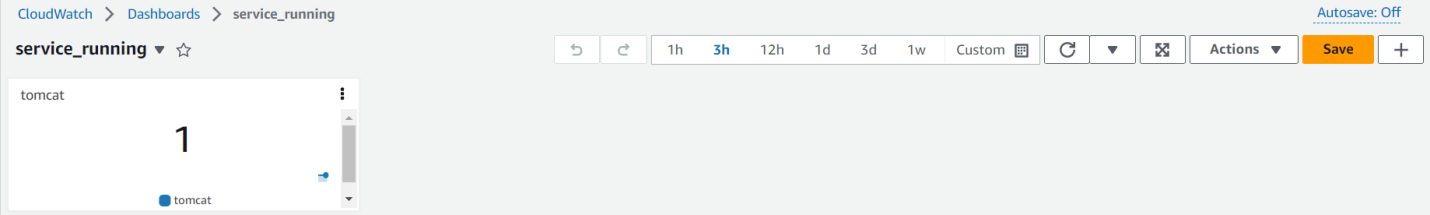 CloudWatch > Dashboards > service_running
Autosave: Off
service_running
1h 3h 12h 1d 3d 1w Custom
Actions
Save
tomcat
1
tomcat